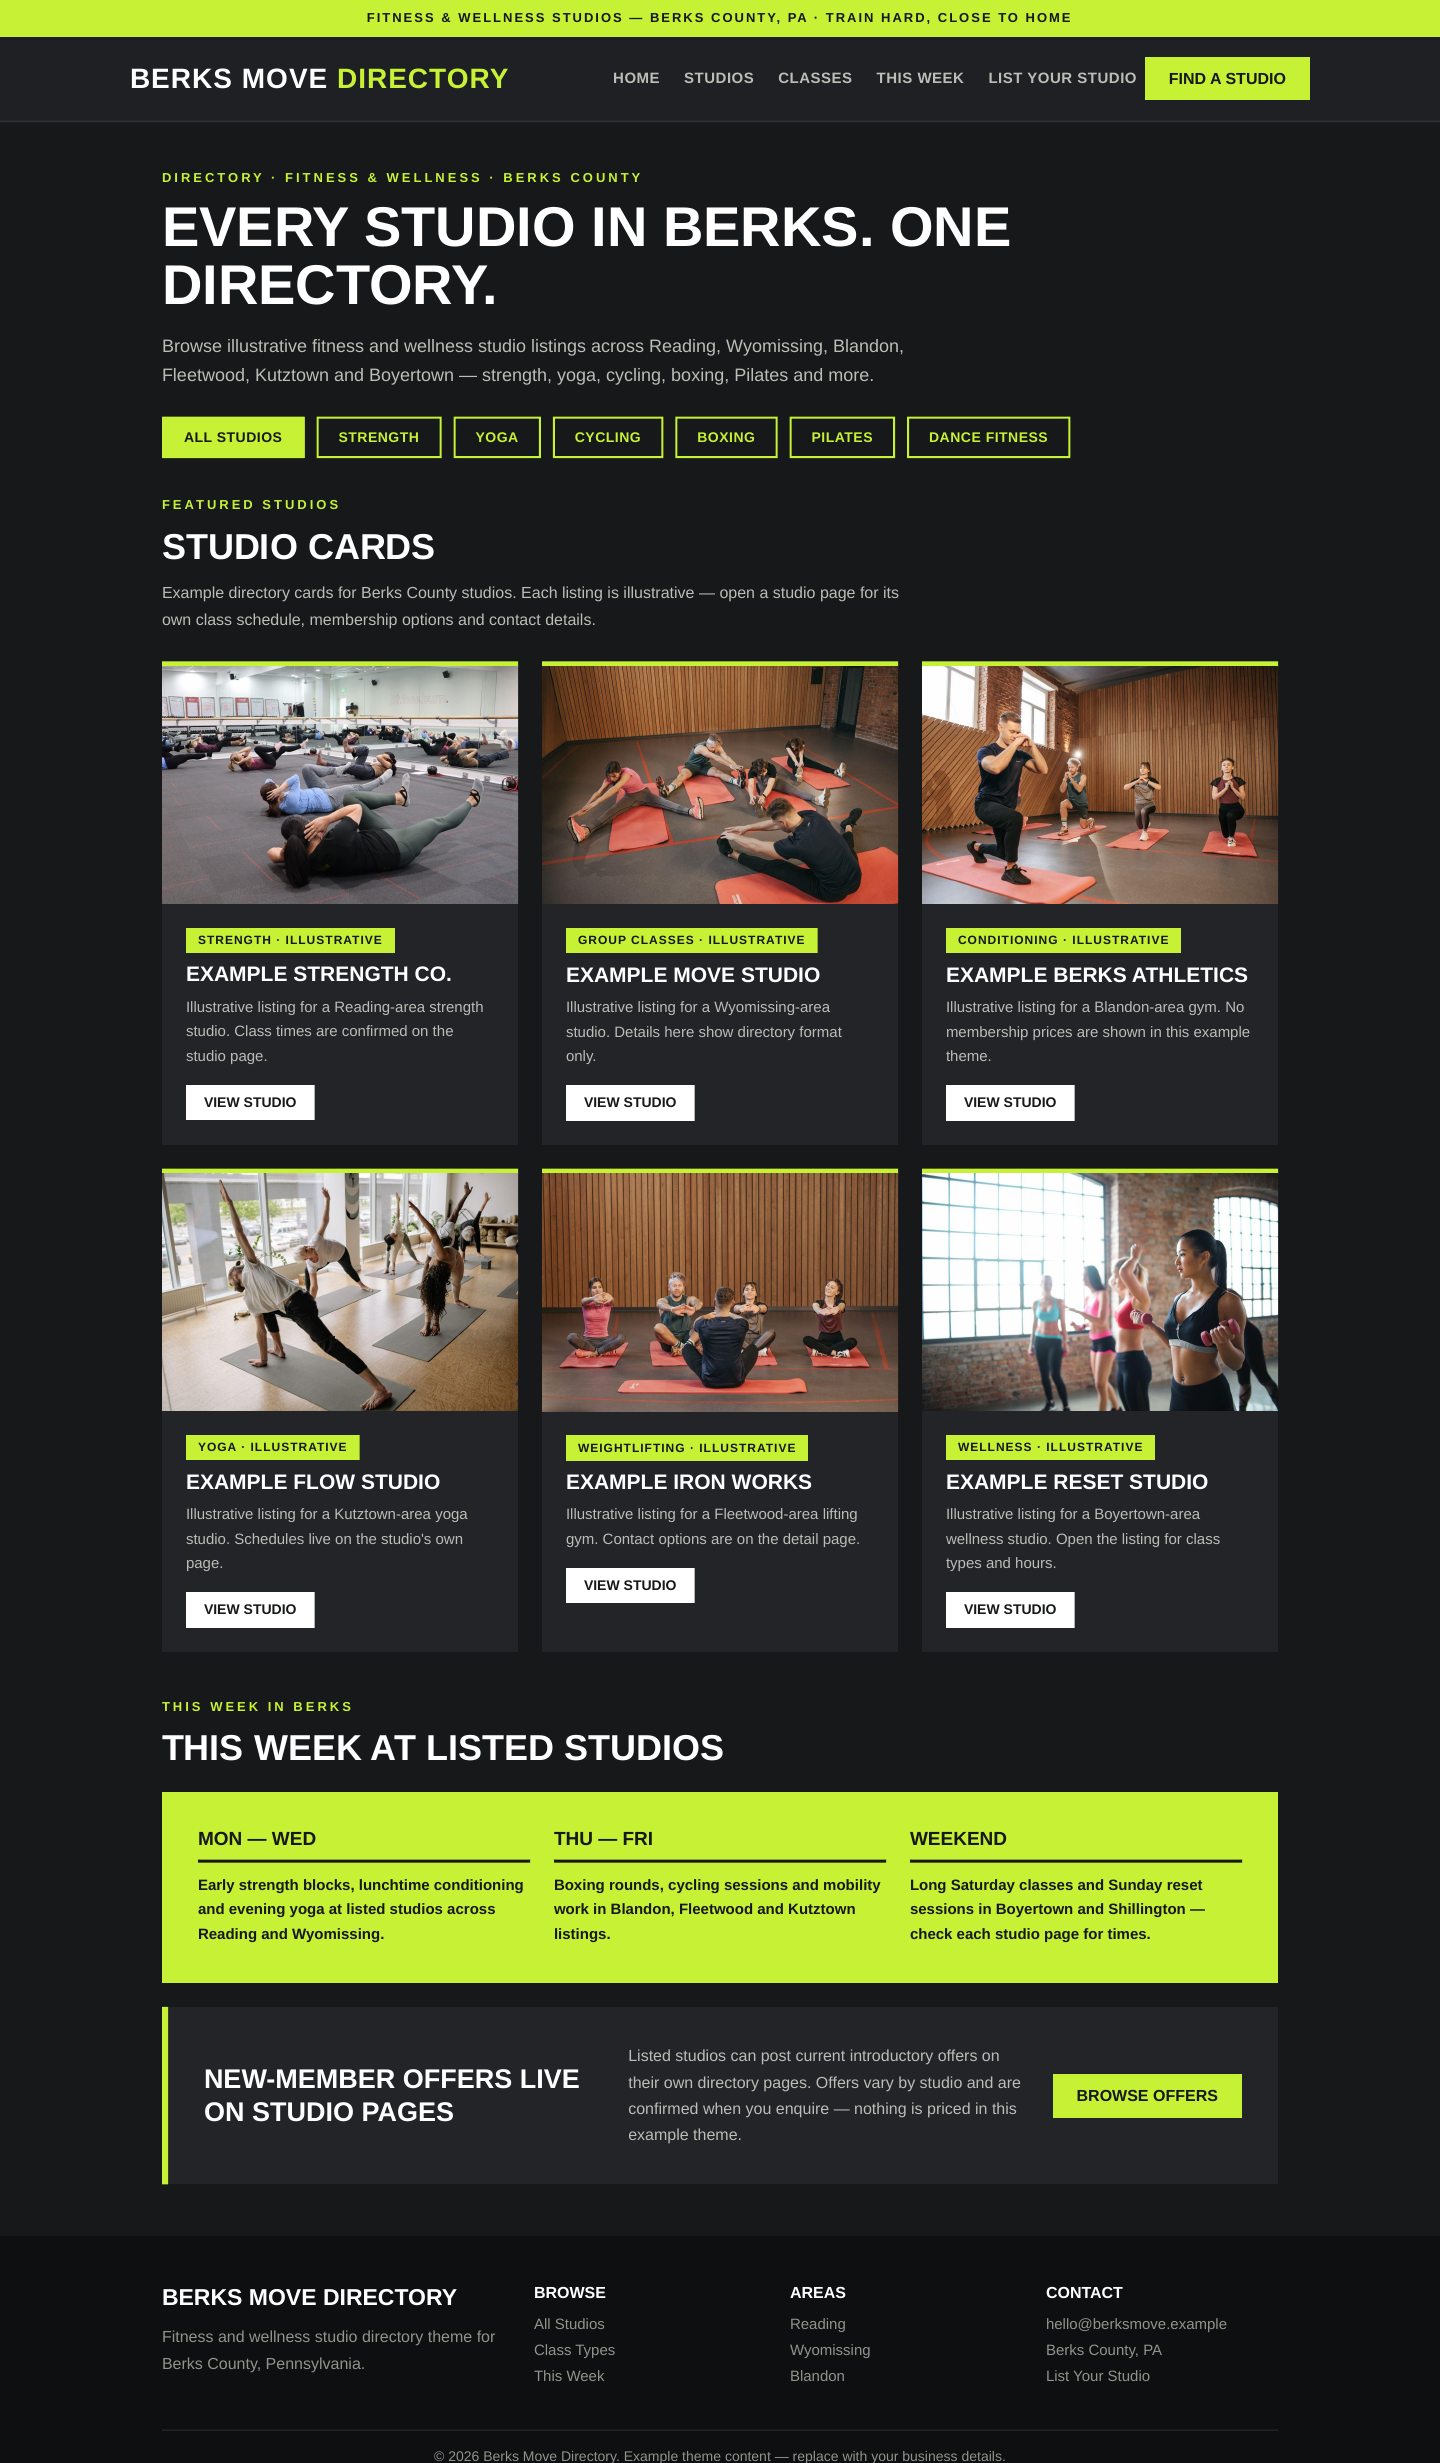 FITNESS & WELLNESS STUDIOS — BERKS COUNTY, PA · TRAIN HARD, CLOSE TO HOME
BERKS MOVE DIRECTORY
HOME STUDIOS CLASSES THIS WEEK LIST YOUR STUDIO FIND A STUDIO
DIRECTORY · FITNESS & WELLNESS · BERKS COUNTY
EVERY STUDIO IN BERKS. ONE
DIRECTORY.
Browse illustrative fitness and wellness studio listings across Reading, Wyomissing, Blandon,
Fleetwood, Kutztown and Boyertown — strength, yoga, cycling, boxing, Pilates and more.
ALL STUDIOS STRENGTH YOGA CYCLING BOXING PILATES DANCE FITNESS
FEATURED STUDIOS
STUDIO CARDS
Example directory cards for Berks County studios. Each listing is illustrative — open a studio page for its
own class schedule, membership options and contact details.
STRENGTH · ILLUSTRATIVE
EXAMPLE STRENGTH CO.
Illustrative listing for a Reading-area strength
studio. Class times are confirmed on the
studio page.
VIEW STUDIO
GROUP CLASSES · ILLUSTRATIVE
EXAMPLE MOVE STUDIO
Illustrative listing for a Wyomissing-area
studio. Details here show directory format
only.
VIEW STUDIO
CONDITIONING · ILLUSTRATIVE
EXAMPLE BERKS ATHLETICS
Illustrative listing for a Blandon-area gym. No
membership prices are shown in this example
theme.
VIEW STUDIO
YOGA · ILLUSTRATIVE
EXAMPLE FLOW STUDIO
Illustrative listing for a Kutztown-area yoga
studio. Schedules live on the studio's own
page.
VIEW STUDIO
WEIGHTLIFTING · ILLUSTRATIVE
EXAMPLE IRON WORKS
Illustrative listing for a Fleetwood-area lifting
gym. Contact options are on the detail page.
VIEW STUDIO
WELLNESS · ILLUSTRATIVE
EXAMPLE RESET STUDIO
Illustrative listing for a Boyertown-area
wellness studio. Open the listing for class
types and hours.
VIEW STUDIO
THIS WEEK IN BERKS
THIS WEEK AT LISTED STUDIOS
MON — WED
Early strength blocks, lunchtime conditioning
and evening yoga at listed studios across
Reading and Wyomissing.
THU — FRI
Boxing rounds, cycling sessions and mobility
work in Blandon, Fleetwood and Kutztown
listings.
WEEKEND
Long Saturday classes and Sunday reset
sessions in Boyertown and Shillington —
check each studio page for times.
NEW-MEMBER OFFERS LIVE
ON STUDIO PAGES
Listed studios can post current introductory offers on
their own directory pages. Offers vary by studio and are
confirmed when you enquire — nothing is priced in this
example theme.
BROWSE OFFERS
BERKS MOVE DIRECTORY
Fitness and wellness studio directory theme for
Berks County, Pennsylvania.
BROWSE
All Studios
Class Types
This Week
AREAS
Reading
Wyomissing
Blandon
CONTACT
hello@berksmove.example
Berks County, PA
List Your Studio
© 2026 Berks Move Directory. Example theme content — replace with your business details.